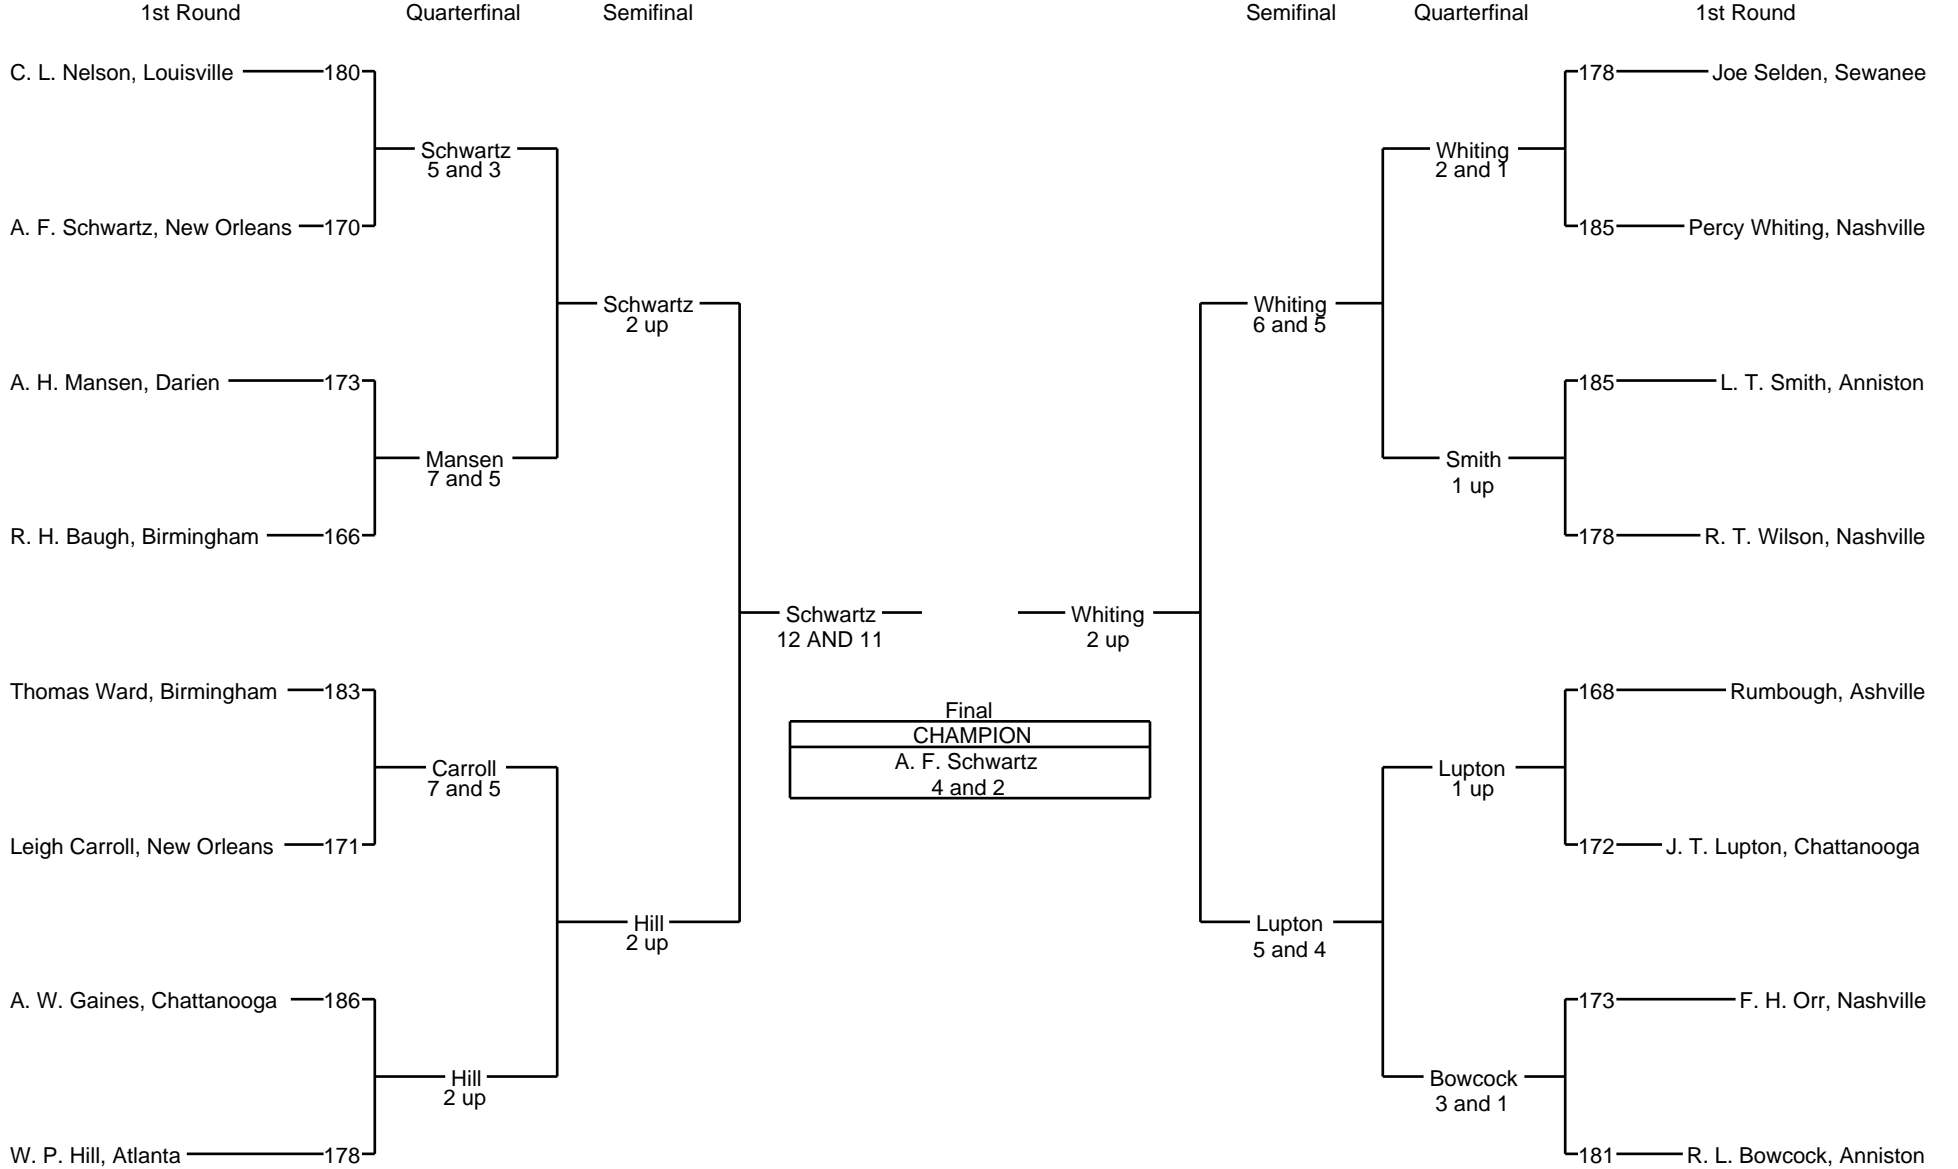 1st Round
Quarterfinal
Semifinal
Semifinal
Quarterfinal
1st Round
C. L. Nelson, Louisville 180
Schwartz
5 and 3
A. F. Schwartz, New Orleans 170
Schwartz
2 up
A. H. Mansen, Darien 173
Mansen
7 and 5
R. H. Baugh, Birmingham 166
Schwartz
12 AND 11
Thomas Ward, Birmingham 183
Carroll
7 and 5
Leigh Carroll, New Orleans 171
Hill
2 up
A. W. Gaines, Chattanooga 186
Hill
2 up
W. P. Hill, Atlanta 178
Final
CHAMPION
A. F. Schwartz
4 and 2
178 Joe Selden, Sewanee
Whiting
2 and 1
185 Percy Whiting, Nashville
Whiting
6 and 5
185 L. T. Smith, Anniston
Smith
1 up
178 R. T. Wilson, Nashville
Whiting
2 up
168 Rumbough, Ashville
Lupton
1 up
172 J. T. Lupton, Chattanooga
Lupton
5 and 4
173 F. H. Orr, Nashville
Bowcock
3 and 1
181 R. L. Bowcock, Anniston